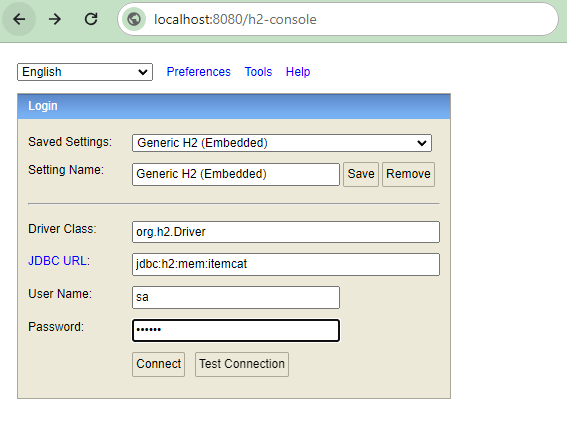 localhost:8080/h2-console
English Preferences Tools Help
Login
Saved Settings: Generic H2 (Embedded)
Setting Name: Generic H2 (Embedded) Save Remove
Driver Class: org.h2.Driver
JDBC URL: jdbc:h2:mem:itemcat
User Name: sa
Password: ••••••
Connect Test Connection